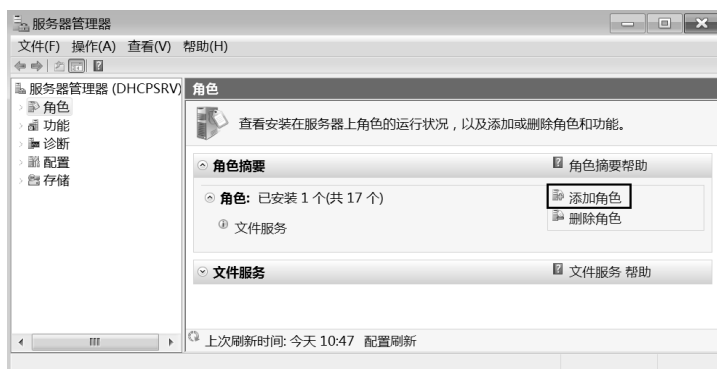 服务器管理器
文件(F) 操作(A) 查看(V) 帮助(H)
服务器管理器 (DHCPSRV)
角色
功能
诊断
配置
存储
角色
查看安装在服务器上角色的运行状况，以及添加或删除角色和功能。
角色摘要
角色摘要帮助
角色: 已安装 1 个(共 17 个)
添加角色
文件服务
删除角色
文件服务
文件服务 帮助
上次刷新时间: 今天 10:47 配置刷新